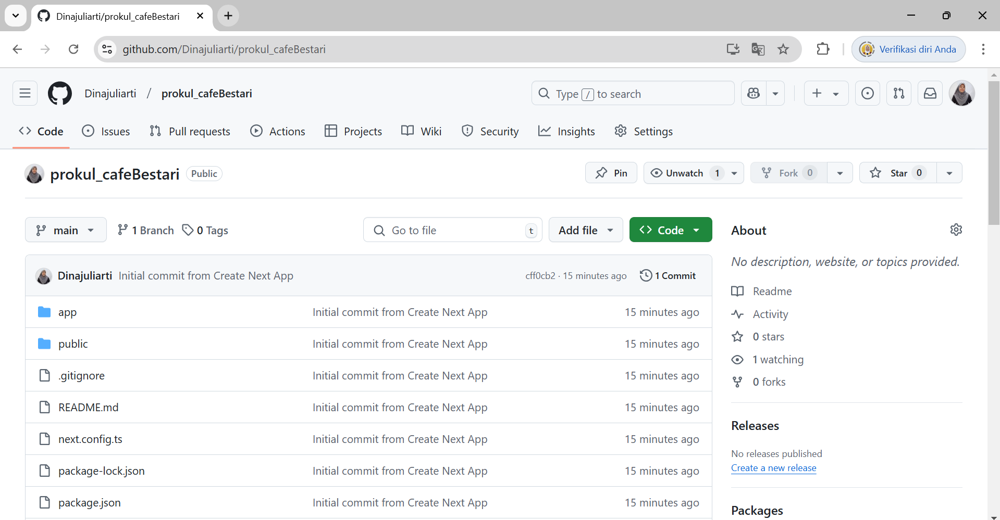 Dinajuliarti/prokul_cafeBestari
github.com/Dinajuliarti/prokul_cafeBestari
Verifikasi diri Anda
Dinajuliarti / prokul_cafeBestari
Type / to search
Code Issues Pull requests Actions Projects Wiki Security Insights Settings
prokul_cafeBestari Public
Pin Unwatch 1 Fork 0 Star 0
main 1 Branch 0 Tags Go to file t Add file Code
Dinajuliarti Initial commit from Create Next App cff0cb2 · 15 minutes ago 1 Commit
app Initial commit from Create Next App 15 minutes ago
public Initial commit from Create Next App 15 minutes ago
.gitignore Initial commit from Create Next App 15 minutes ago
README.md Initial commit from Create Next App 15 minutes ago
next.config.ts Initial commit from Create Next App 15 minutes ago
package-lock.json Initial commit from Create Next App 15 minutes ago
package.json Initial commit from Create Next App 15 minutes ago
About
No description, website, or topics provided.
Readme
Activity
0 stars
1 watching
0 forks
Releases
No releases published
Create a new release
Packages